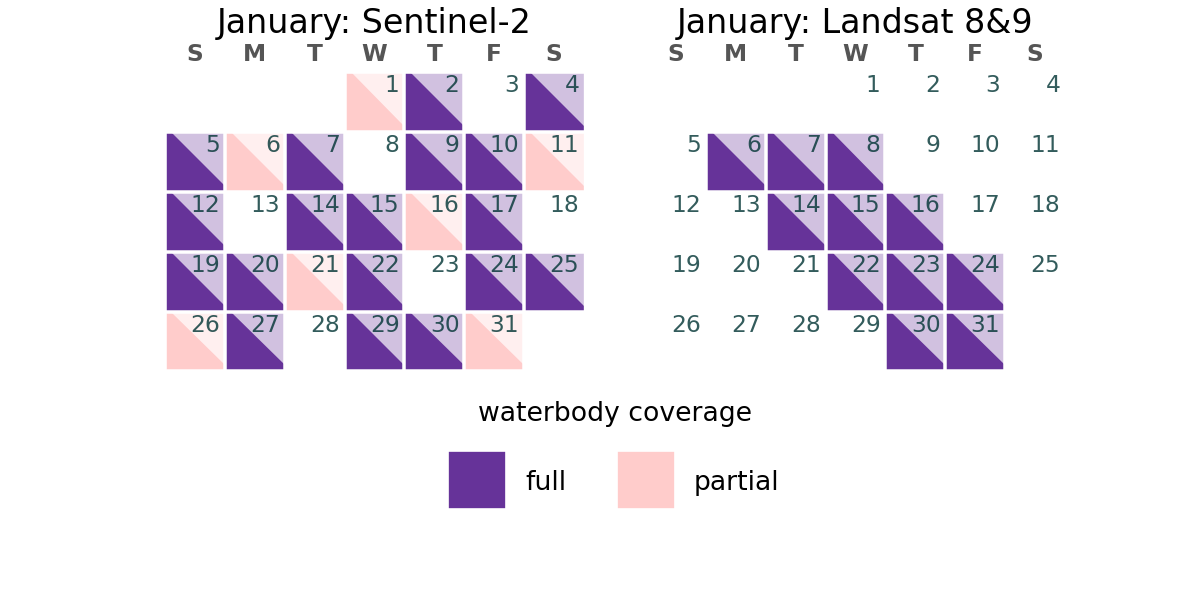 January: Sentinel-2
S M T W T F S
1 2 3 4
5 6 7 8 9 10 11
12 13 14 15 16 17 18
19 20 21 22 23 24 25
26 27 28 29 30 31
January: Landsat 8&9
S M T W T F S
1 2 3 4
5 6 7 8 9 10 11
12 13 14 15 16 17 18
19 20 21 22 23 24 25
26 27 28 29 30 31
waterbody coverage
full partial